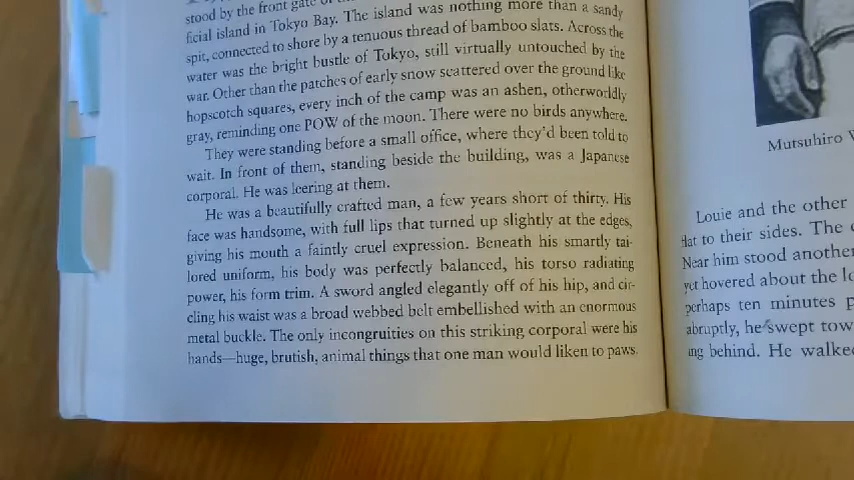 stood by the front gate of
ficial island in Tokyo Bay. The island was nothing more than a sandy
spit, connected to shore by a tenuous thread of bamboo slats. Across the
water was the bright bustle of Tokyo, still virtually untouched by the
war. Other than the patches of early snow scattered over the ground like
hopscotch squares, every inch of the camp was an ashen, otherworldly
gray, reminding one POW of the moon. There were no birds anywhere.
They were standing before a small office, where they'd been told to
wait. In front of them, standing beside the building, was a Japanese
corporal. He was leering at them.
He was a beautifully crafted man, a few years short of thirty. His
face was handsome, with full lips that turned up slightly at the edges,
giving his mouth a faintly cruel expression. Beneath his smartly tai-
lored uniform, his body was perfectly balanced, his torso radiating
power, his form trim. A sword angled elegantly off of his hip, and cir-
cling his waist was a broad webbed belt embellished with an enormous
metal buckle. The only incongruities on this striking corporal were his
hands—huge, brutish, animal things that one man would liken to paws.
Mutsuhiro
Louie and the other
flat to their sides. The
Near him stood another
yet hovered about the
perhaps ten minutes
abruptly, he swept
ing behind. He walked